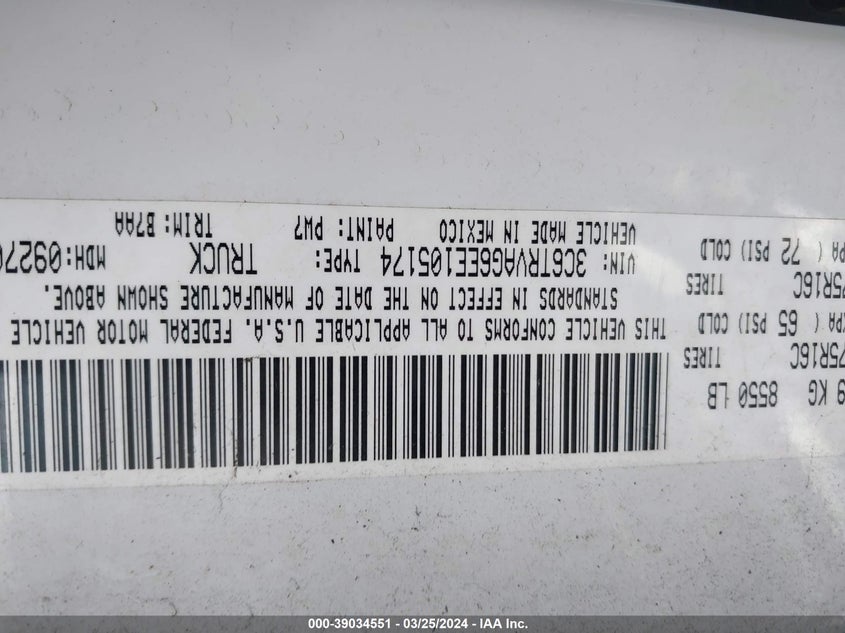 9 KG 8550 LB
75R16C TIRES
KPA ( 65 PSI) COLD
75R16C TIRES
PA ( 72 PSI) COLD
THIS VEHICLE CONFORMS TO ALL APPLICABLE U.S.A. FEDERAL MOTOR VEHICLE
STANDARDS IN EFFECT ON THE DATE OF MANUFACTURE SHOWN ABOVE.
VIN: 3C6TRVAG6EE105174 TYPE: TRUCK MDH:0927
VEHICLE MADE IN MEXICO PAINT: PW7 TRIM: B7AA
000-39034551 - 03/25/2024 - IAA Inc.